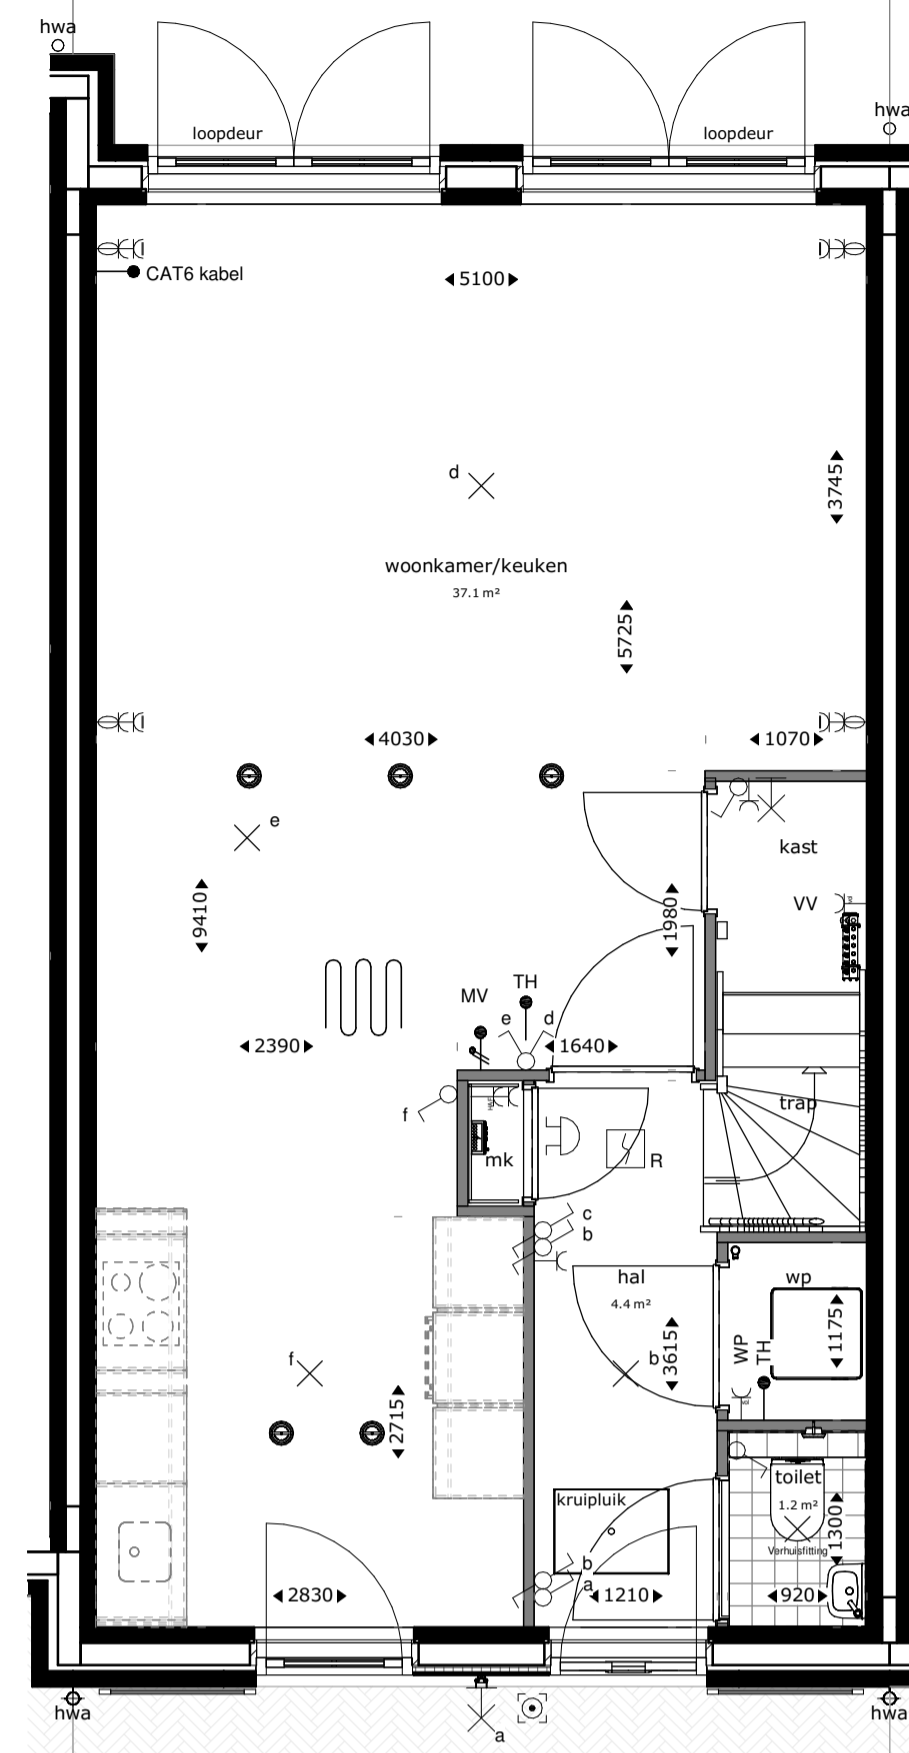 hwa
hwa
loopdeur
loopdeur
CAT6 kabel
5100
d
3745
woonkamer/keuken
37.1 m²
5725
4030
1070
e
kast
VV
9410
1980
MV
TH
e
d
2390
1640
f
trap
mk
R
c
b
hal
4.4 m²
wp
1175
WP
TH
b
3615
f
2715
toilet
1.2 m²
kruipluik
1300
Verhuisfitting
b
a
2830
1210
920
hwa
hwa
a